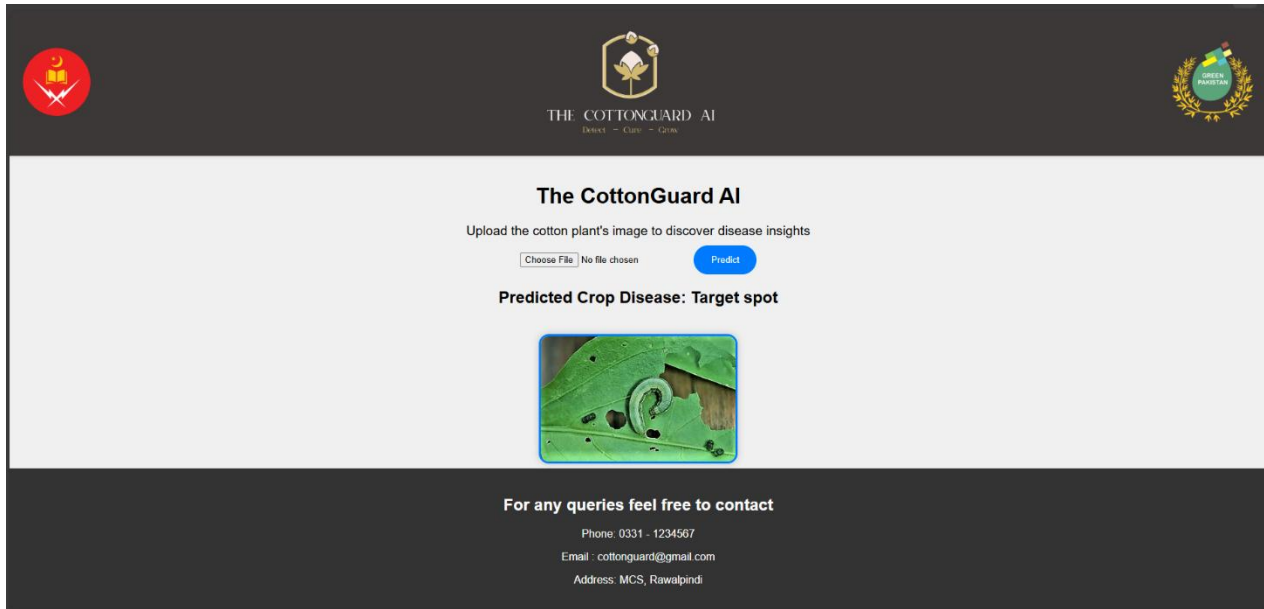 THE COTTONGUARD AI
Detect - Cure - Grow
GREEN
PAKISTAN
The CottonGuard AI
Upload the cotton plant's image to discover disease insights
Choose File No file chosen
Predict
Predicted Crop Disease: Target spot
For any queries feel free to contact
Phone: 0331 - 1234567
Email : cottonguard@gmail.com
Address: MCS, Rawalpindi